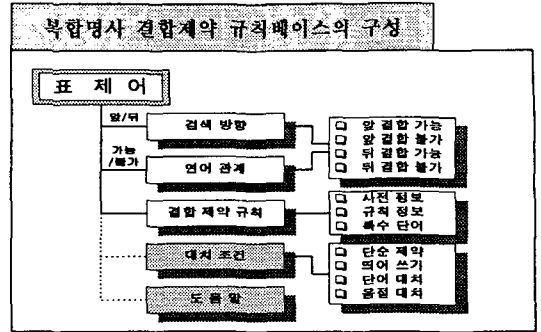 복합명사 결합제약 규칙베이스의 구성
표 제 어
앞/뒤
검색 방향
가능
/불가
연어 관계
앞 결합 가능
앞 결합 불가
뒤 결합 가능
뒤 결합 불가
결합 제약 규칙
사전 정보
규칙 정보
특수 단어
대치 조건
단순 제약
띄어 쓰기
단어 대치
음절 대치
도 움 말